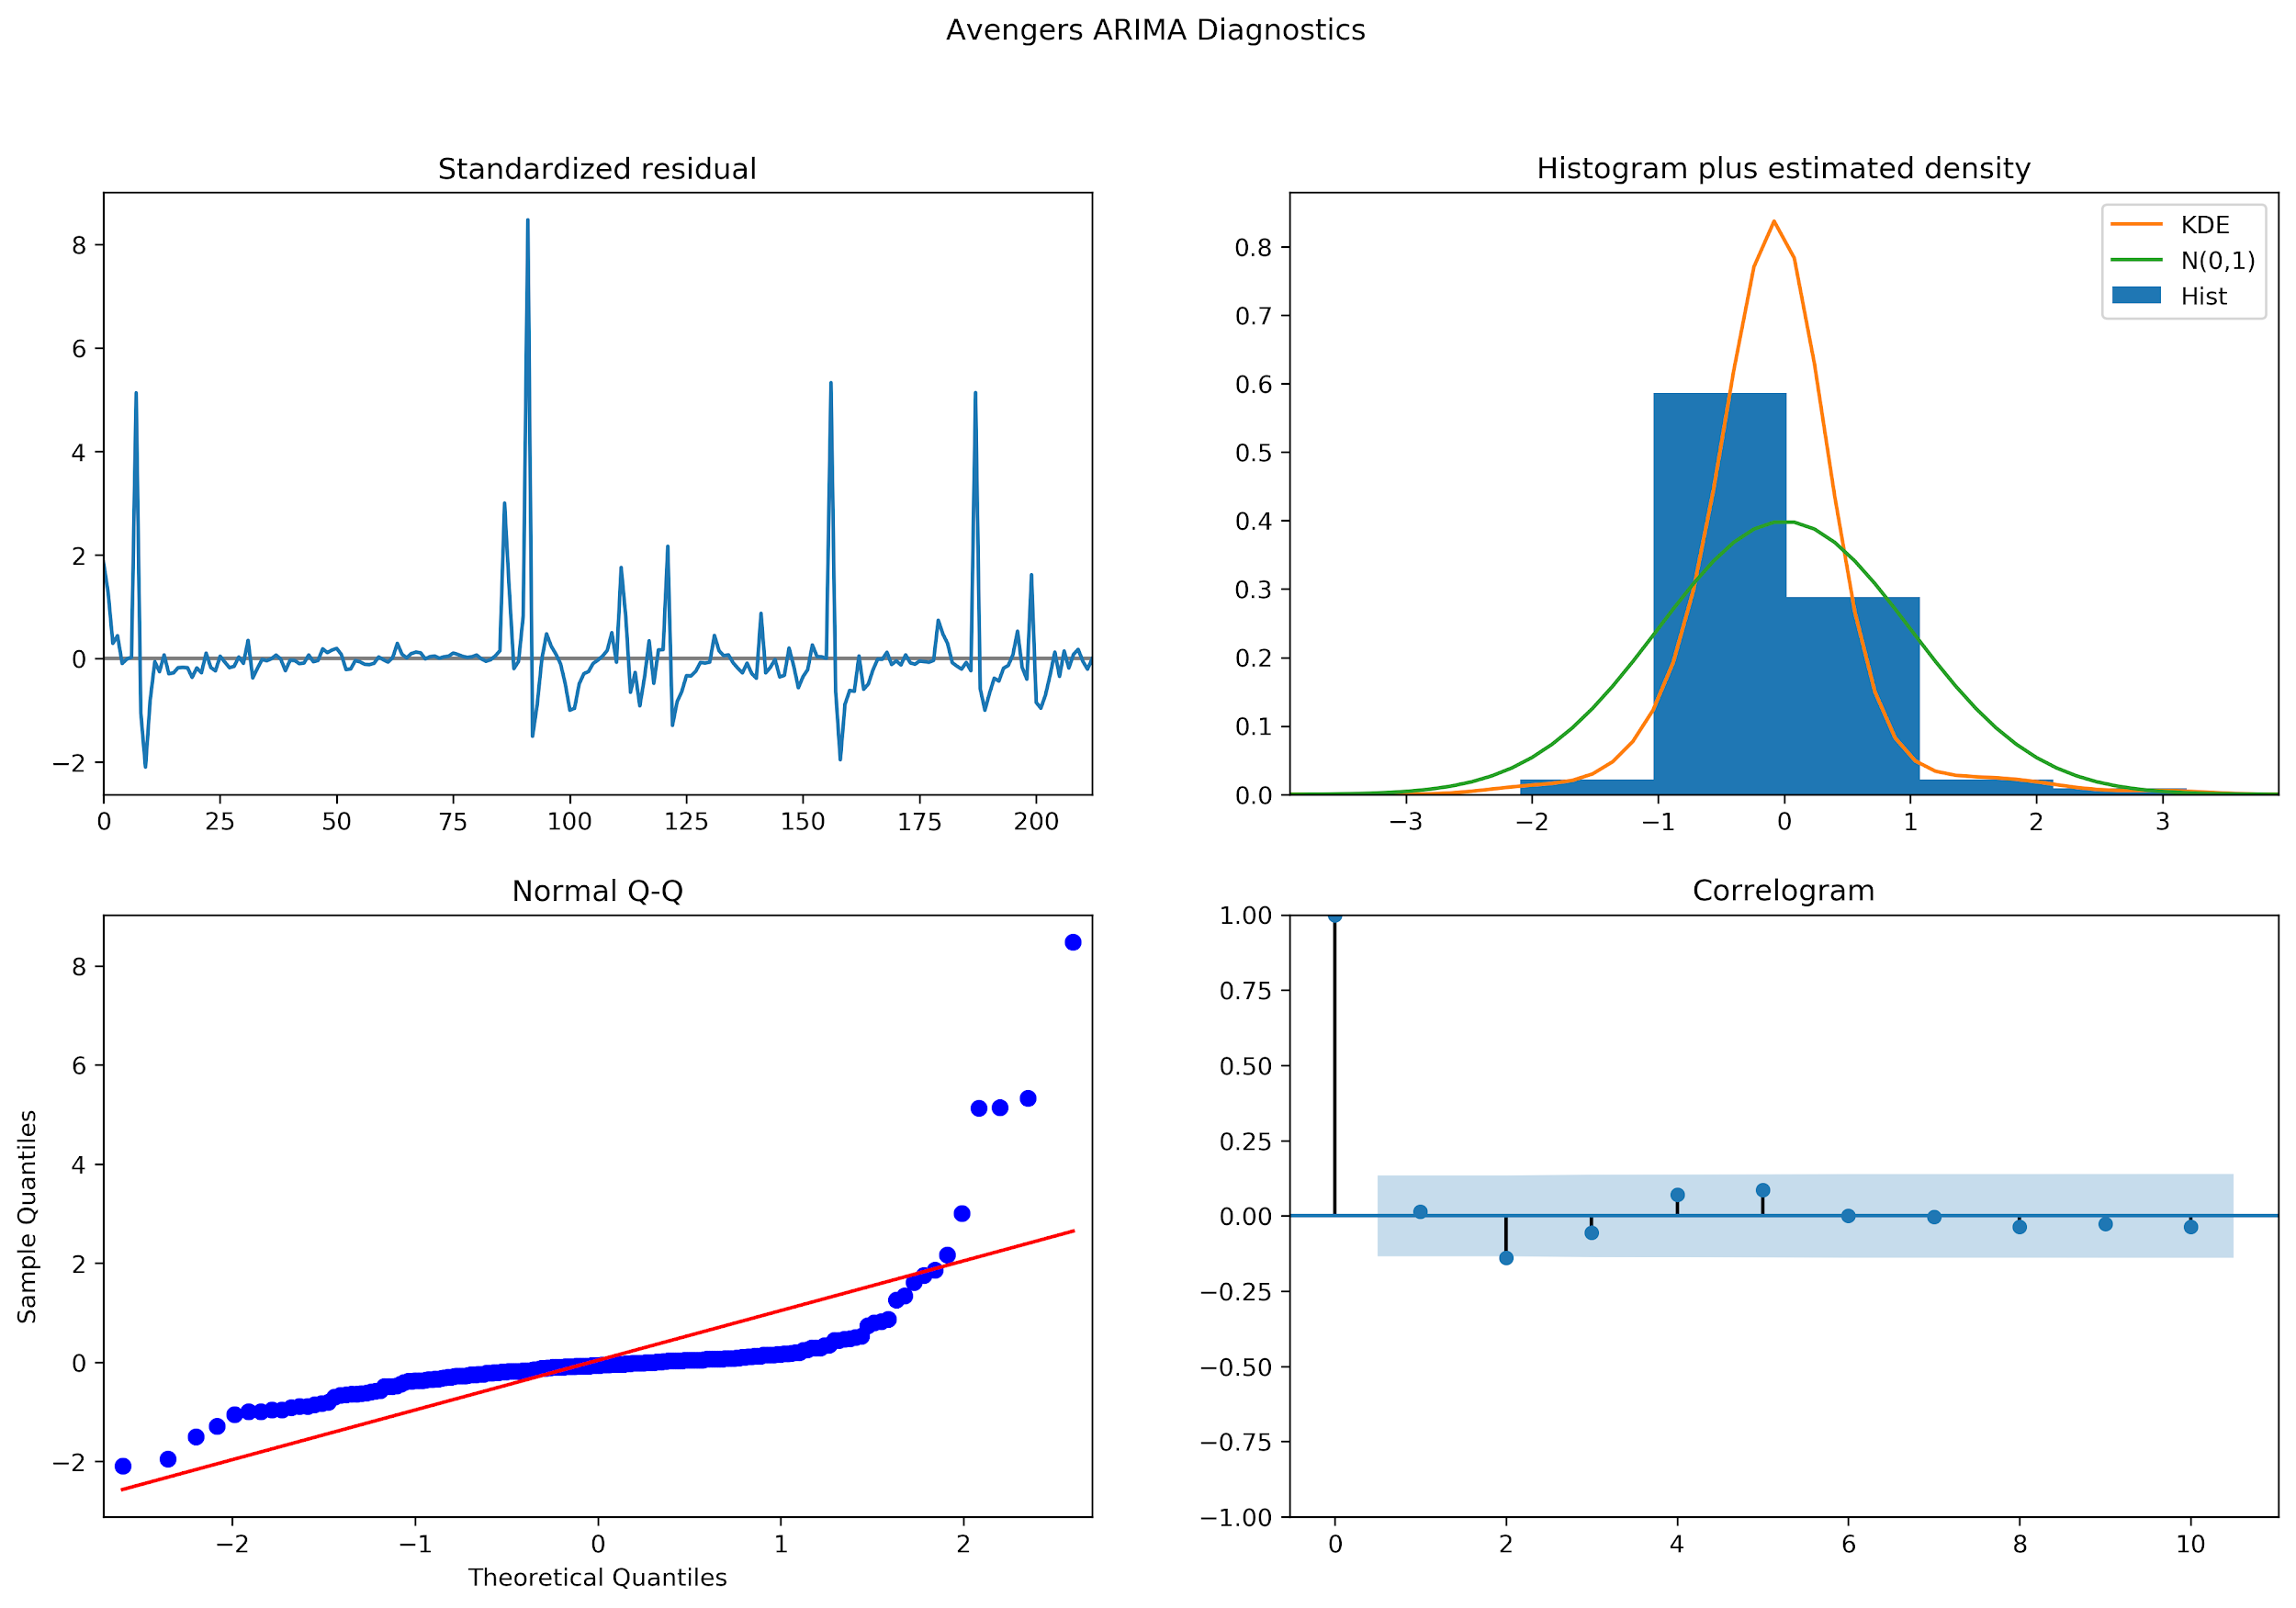 Avengers ARIMA Diagnostics
Standardized residual
8
6
4
2
0
−2
0 25 50 75 100 125 150 175 200
Histogram plus estimated density
KDE
N(0,1)
Hist
0.8
0.7
0.6
0.5
0.4
0.3
0.2
0.1
0.0
−3 −2 −1 0 1 2 3
Normal Q-Q
Sample Quantiles
8
6
4
2
0
−2
−2 −1 0 1 2
Theoretical Quantiles
Correlogram
1.00
0.75
0.50
0.25
0.00
−0.25
−0.50
−0.75
−1.00
0 2 4 6 8 10